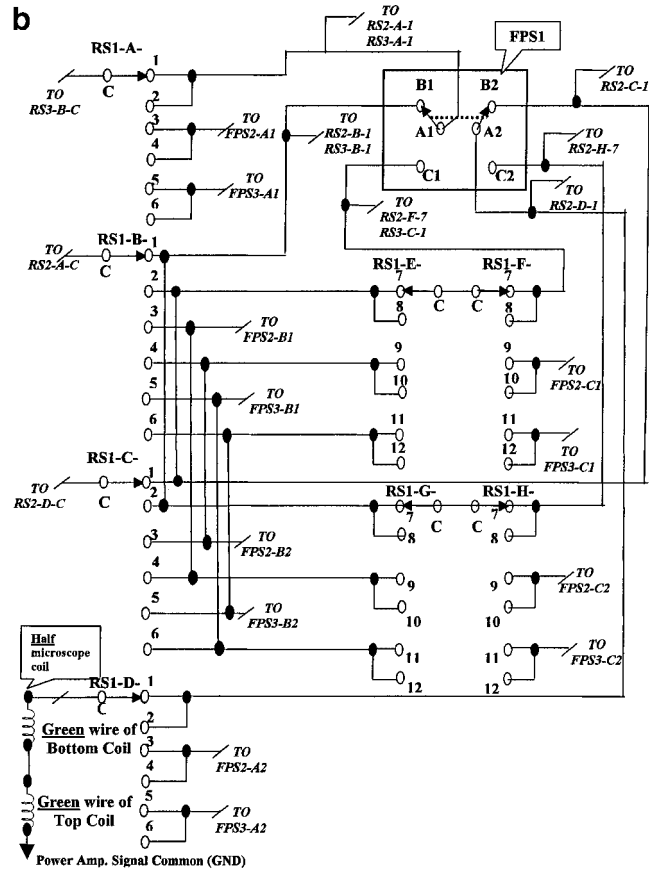 b
RS1-A-
TO
RS3-B-C
C
1
2
3
4
5
6
TO
FPS2-A1
TO
FPS3-A1
TO
RS2-A-1
RS3-A-1
FPS1
B1
B2
A1
A2
C1
C2
TO
RS2-C-1
TO
RS2-B-1
RS3-B-1
TO
RS2-H-7
TO
RS2-D-1
TO
RS2-F-7
RS3-C-1
RS1-B-
TO
RS2-A-C
C
1
2
3
4
5
6
TO
FPS2-B1
TO
FPS3-B1
RS1-E-
7
8
C
9
10
11
12
RS1-F-
7
8
C
9
10
11
12
TO
FPS2-C1
TO
FPS3-C1
RS1-C-
TO
RS2-D-C
C
1
2
3
4
5
6
TO
FPS2-B2
TO
FPS3-B2
RS1-G-
7
8
C
9
10
11
12
RS1-H-
7
8
C
9
10
11
12
TO
FPS2-C2
TO
FPS3-C2
Half
microscope
coil
RS1-D-
C
1
2
3
4
5
6
Green wire of
Bottom Coil
TO
FPS2-A2
Green wire of
Top Coil
TO
FPS3-A2
Power Amp. Signal Common (GND)